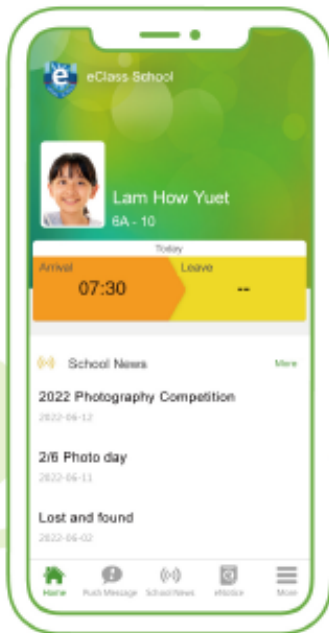 e
eClass School
Lam How Yuet
6A - 10
Today
Arrival
Leave
07:30
--
School News
More
2022 Photography Competition
2022-06-12
2/6 Photo day
2022-06-11
Lost and found
2022-06-02
Home
Push Message
School News
eNotice
More